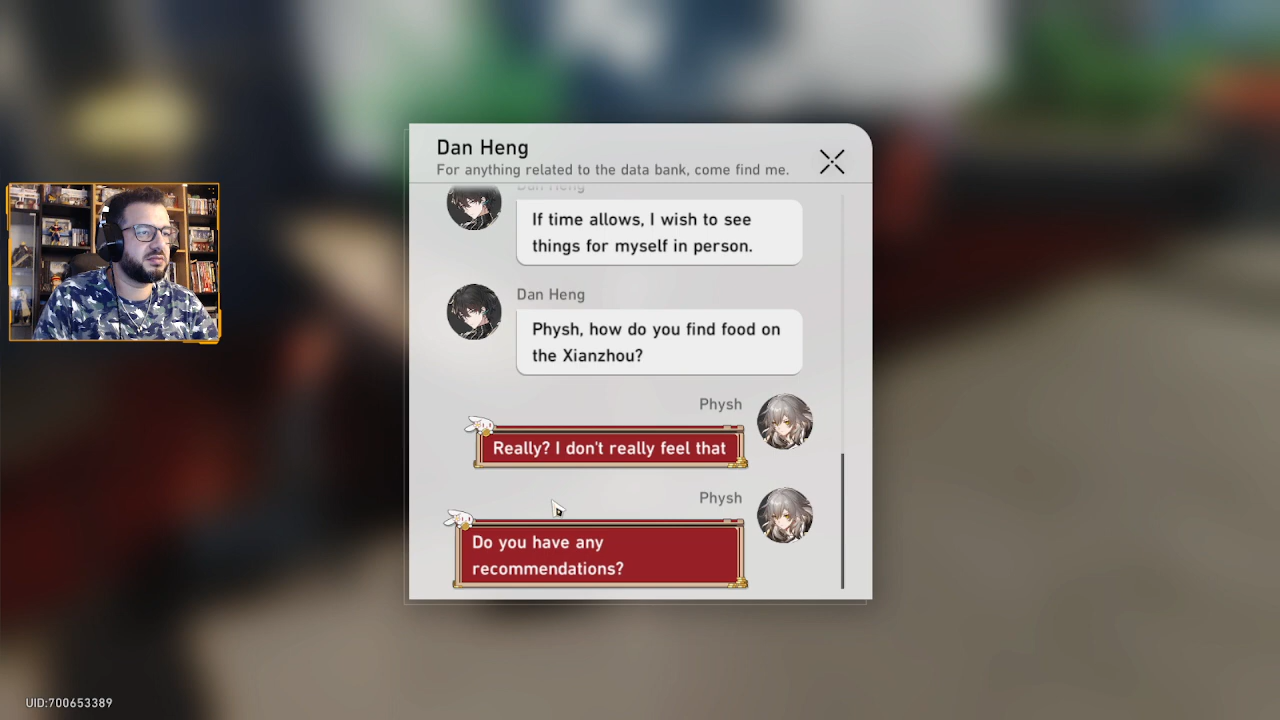 Dan Heng
For anything related to the data bank, come find me.
Dan Heng
If time allows, I wish to see
things for myself in person.
Dan Heng
Physh, how do you find food on
the Xianzhou?
Physh
Really? I don't really feel that
Physh
Do you have any
recommendations?
UID:700653389